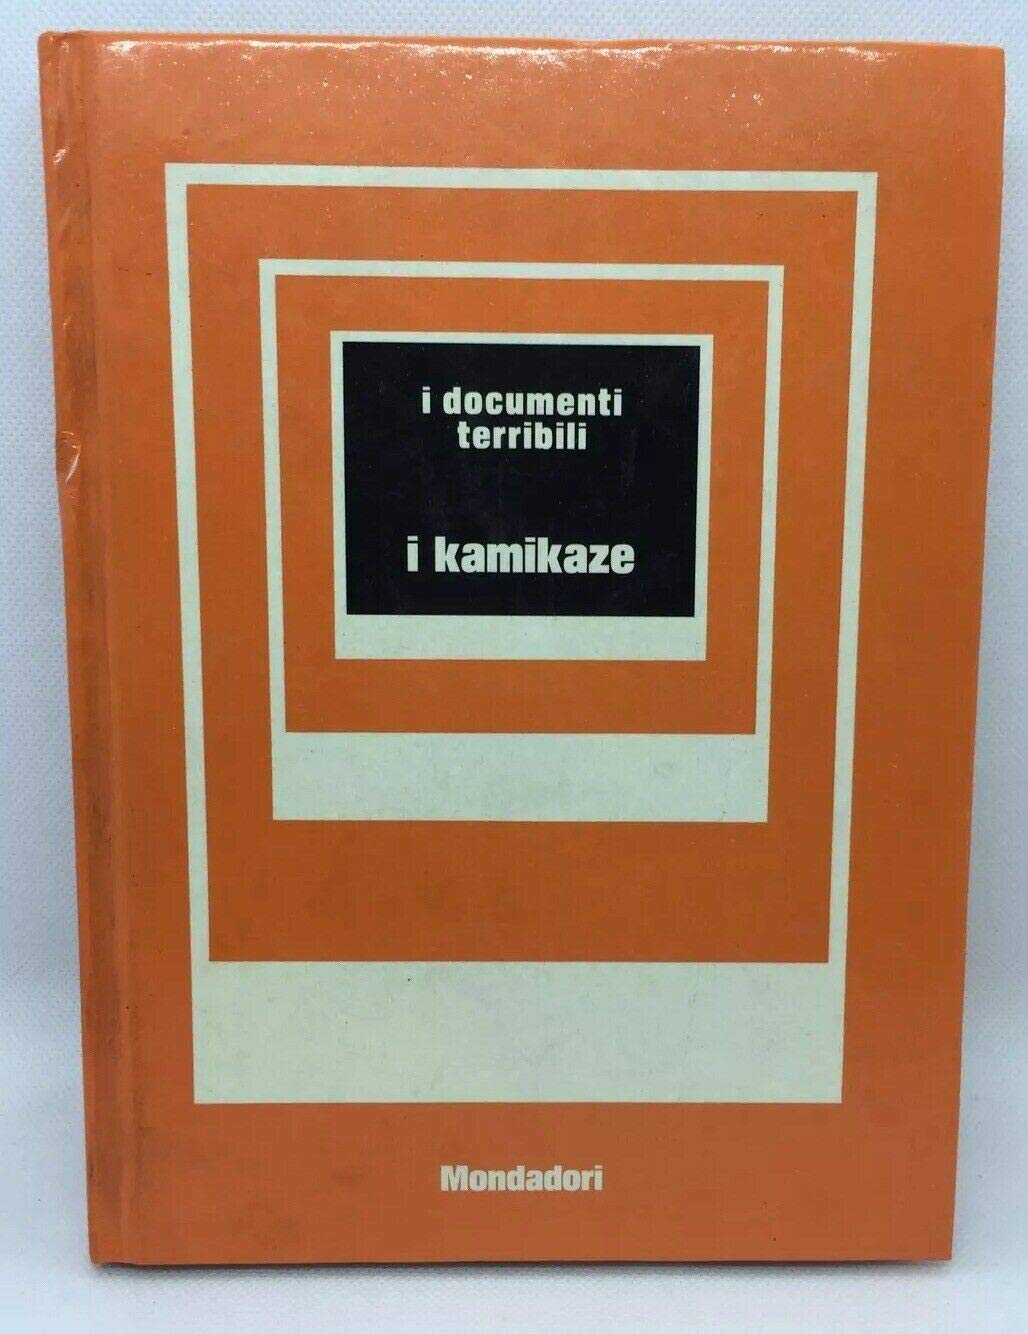 i documenti
terribili
i kamikaze
Mondadori